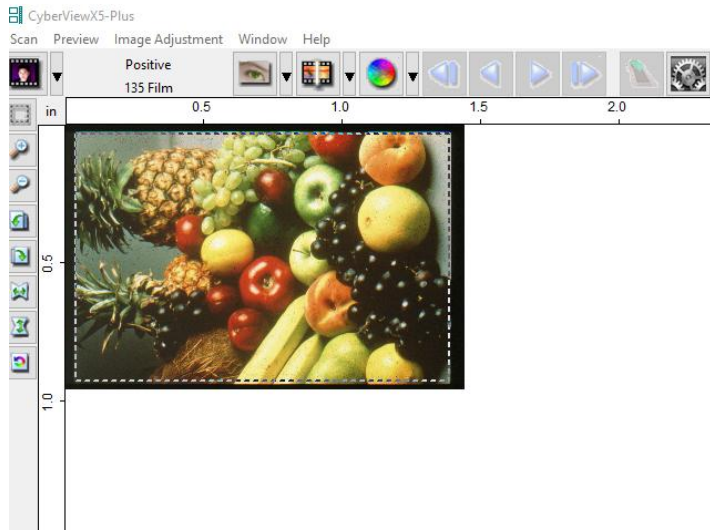 CyberViewX5-Plus
Scan Preview Image Adjustment Window Help
Positive
135 Film
in 0.5 1.0 1.5 2.0
0.5
1.0